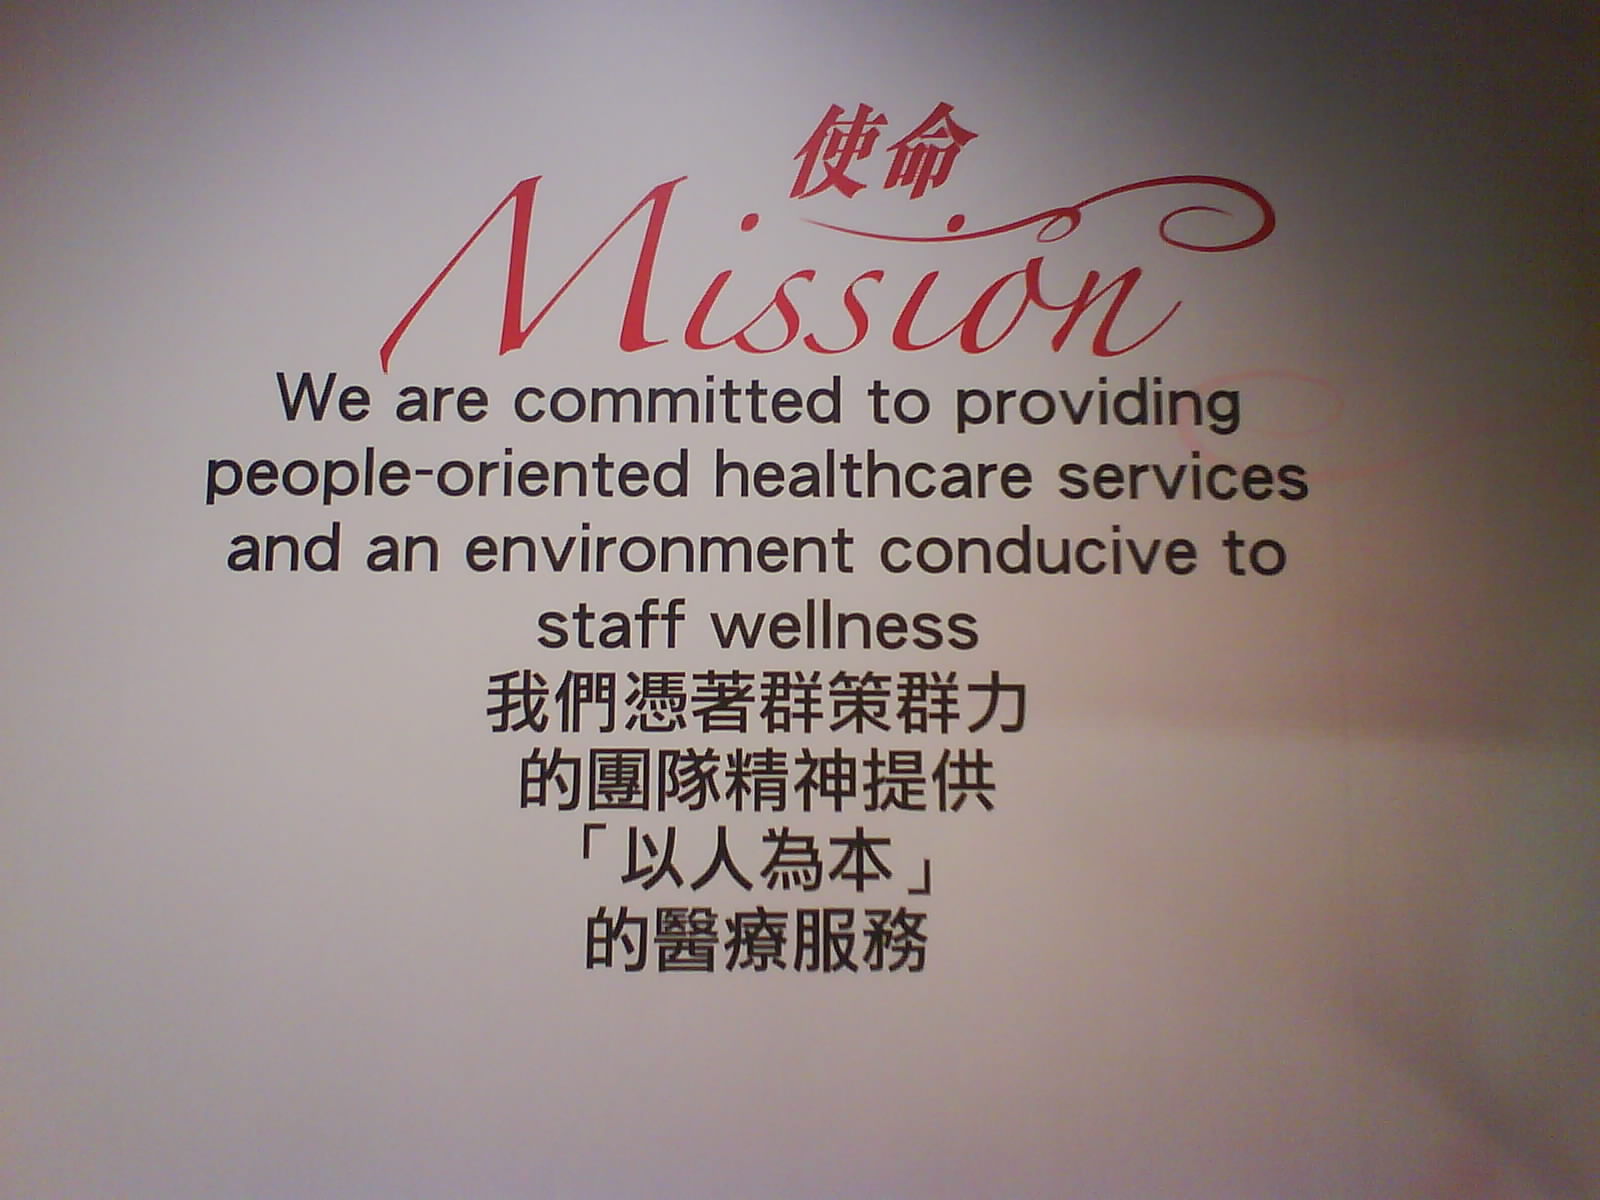 使命
Mission
We are committed to providing
people-oriented healthcare services
and an environment conducive to
staff wellness
我們憑著群策群力
的團隊精神提供
「以人為本」
的醫療服務